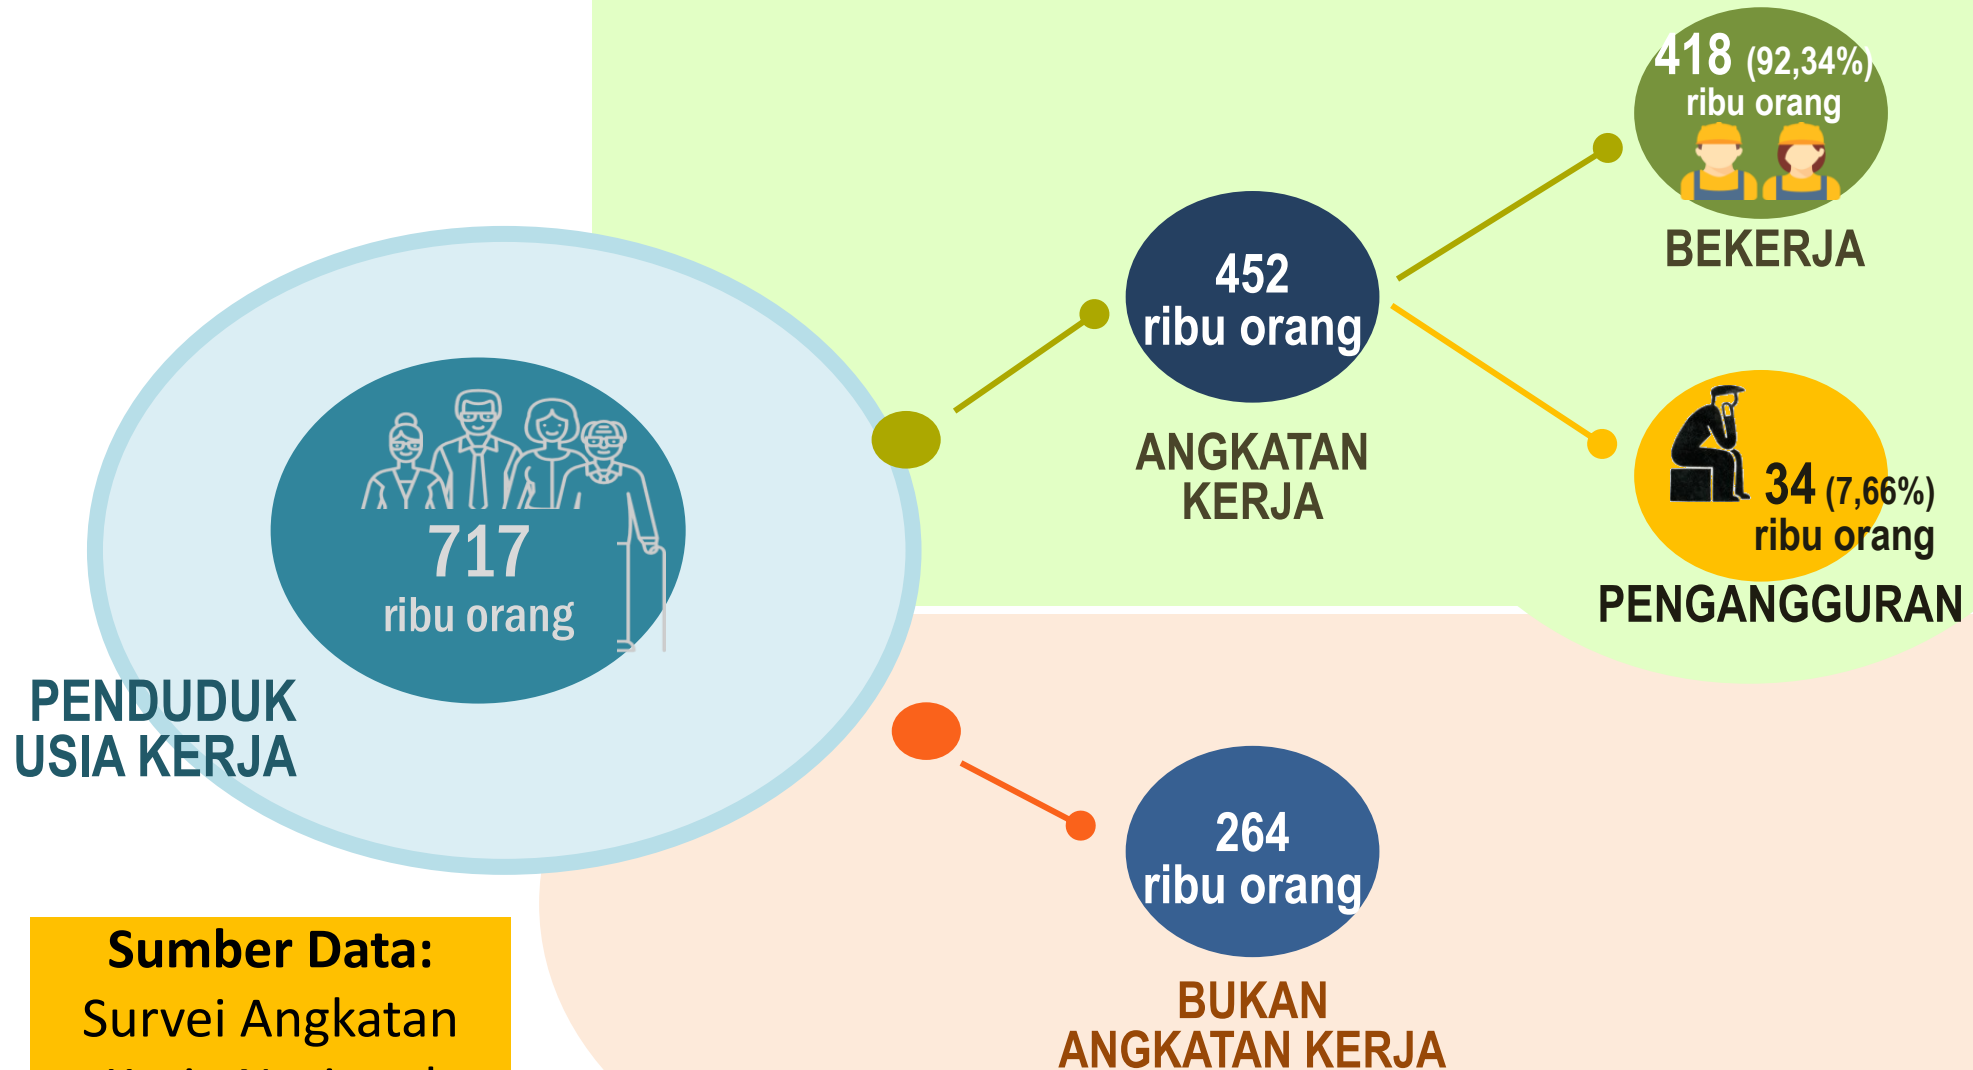 717
ribu orang
PENDUDUK
USIA KERJA
452
ribu orang
ANGKATAN
KERJA
418 (92,34%)
ribu orang
BEKERJA
34 (7,66%)
ribu orang
PENGANGGURAN
264
ribu orang
BUKAN
ANGKATAN KERJA
Sumber Data:
Survei Angkatan